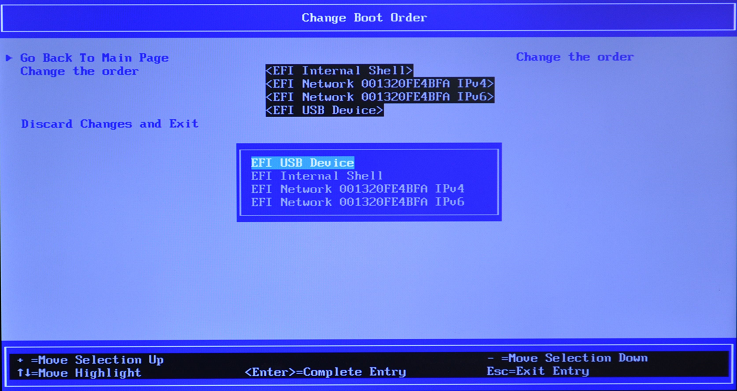 Change Boot Order
Go Back To Main Page
Change the order
Change the order
<EFI Internal Shell>
<EFI Network 001320FE4BFA IPv4>
<EFI Network 001320FE4BFA IPv6>
<EFI USB Device>
Discard Changes and Exit
EFI USB Device
EFI Internal Shell
EFI Network 001320FE4BFA IPv4
EFI Network 001320FE4BFA IPv6
+ =Move Selection Up
- =Move Selection Down
↑↓=Move Highlight
<Enter>=Complete Entry
Esc=Exit Entry